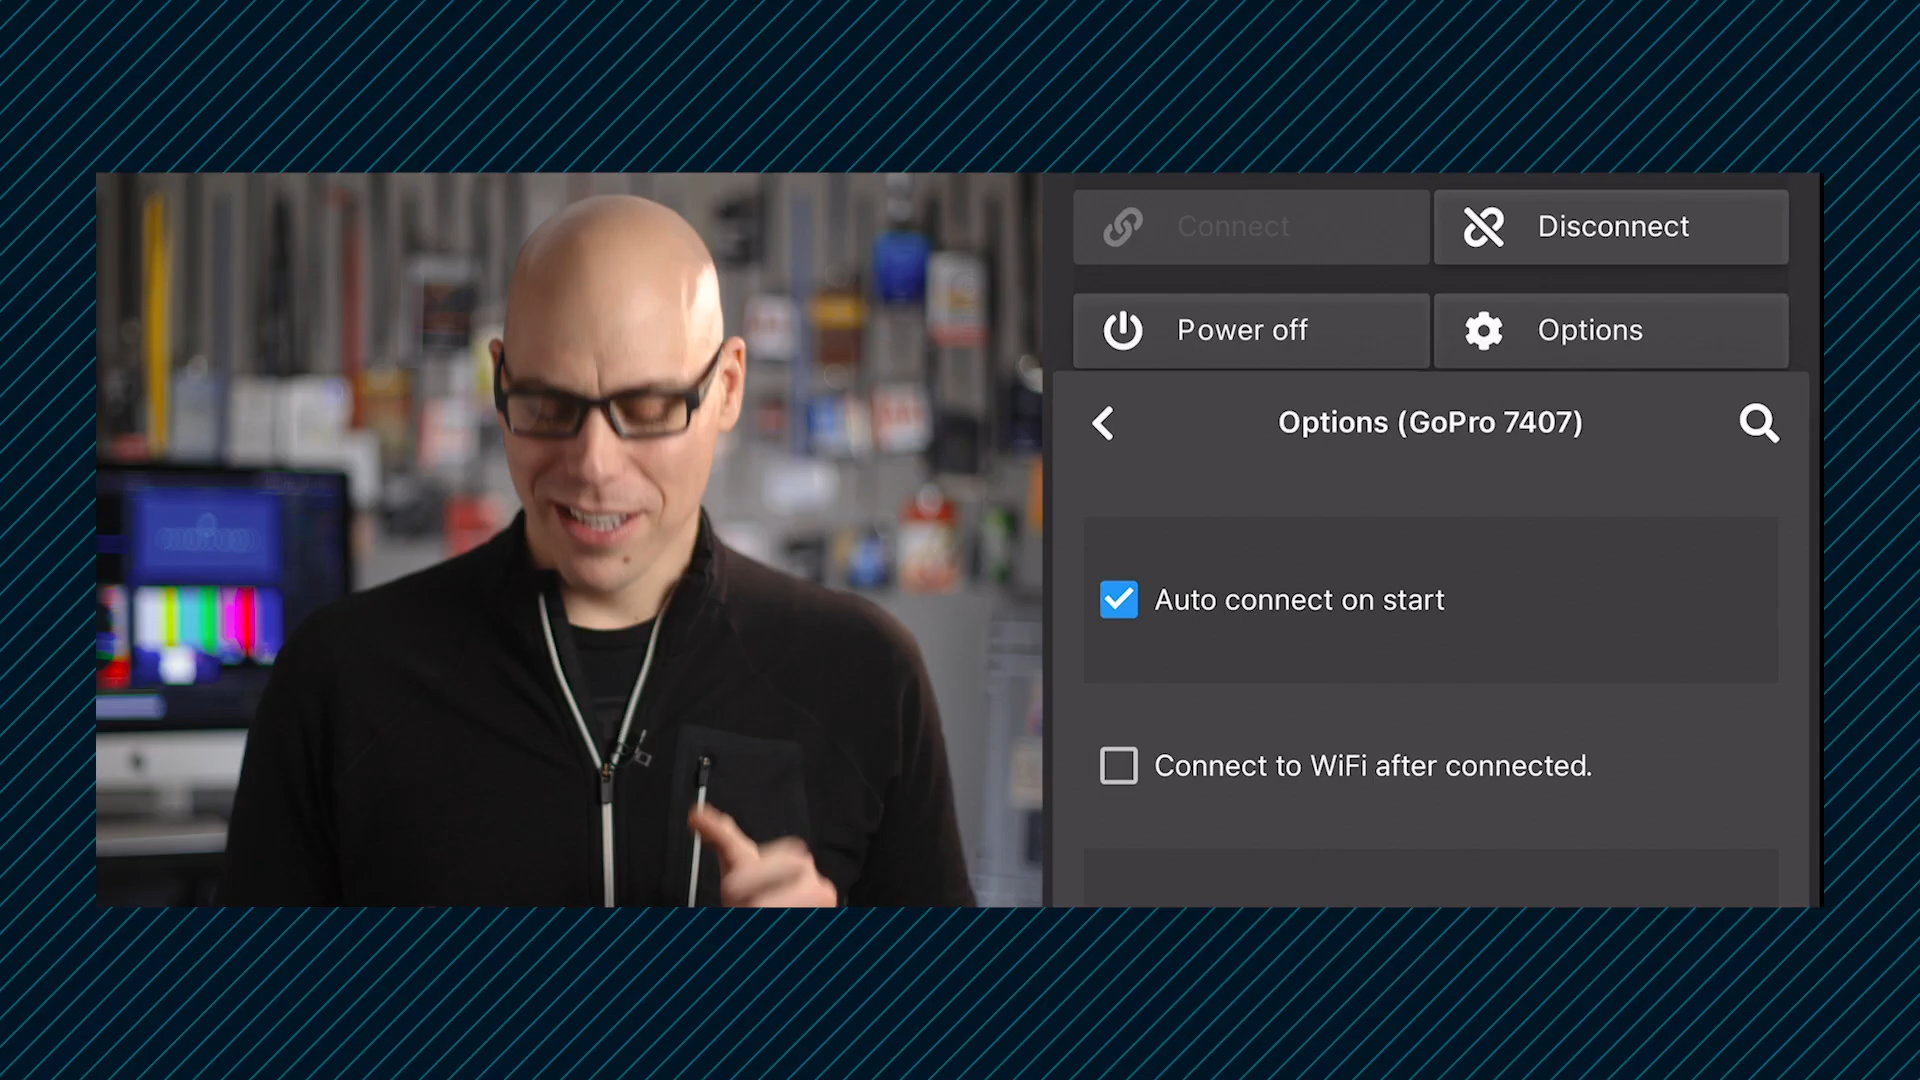 Connect
Disconnect
Power off
Options
Options (GoPro 7407)
Auto connect on start
Connect to WiFi after connected.